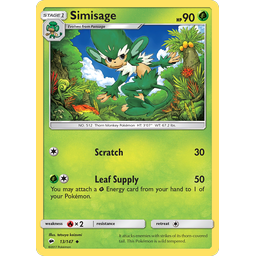 STAGE 1 Simisage HP 90
Evolves from Pansage
NO. 512 Thorn Monkey Pokémon HT: 3'07" WT: 67.2 lbs.
Scratch 30
Leaf Supply 50
You may attach a Energy card from your hand to 1 of
your Pokémon.
weakness ×2 resistance retreat
13/147